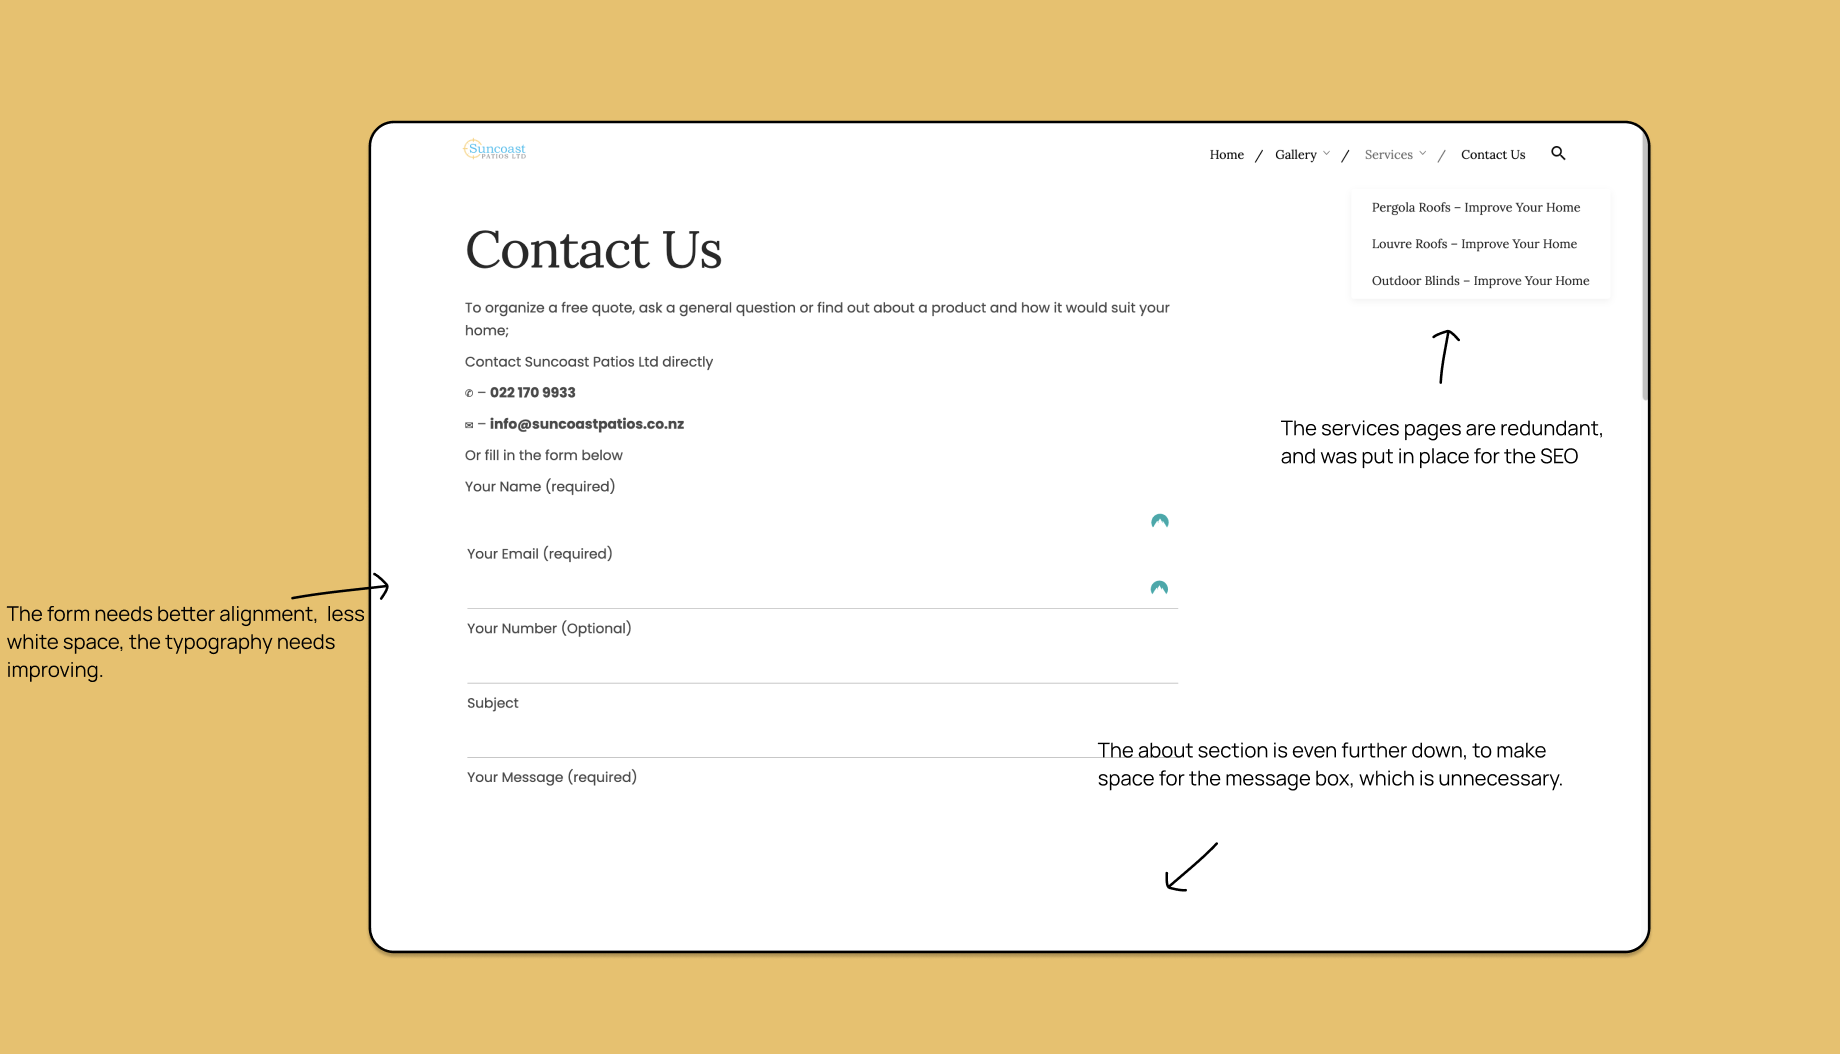 Suncoast
PATIOS LTD
Home / Gallery / Services / Contact Us
Pergola Roofs – Improve Your Home
Louvre Roofs – Improve Your Home
Outdoor Blinds – Improve Your Home
Contact Us
To organize a free quote, ask a general question or find out about a product and how it would suit your
home;
Contact Suncoast Patios Ltd directly
✆ – 022 170 9933
✉ – info@suncoastpatios.co.nz
Or fill in the form below
Your Name (required)
Your Email (required)
Your Number (Optional)
Subject
Your Message (required)
The services pages are redundant,
and was put in place for the SEO
The form needs better alignment,  less
white space, the typography needs
improving.
The about section is even further down, to make
space for the message box, which is unnecessary.